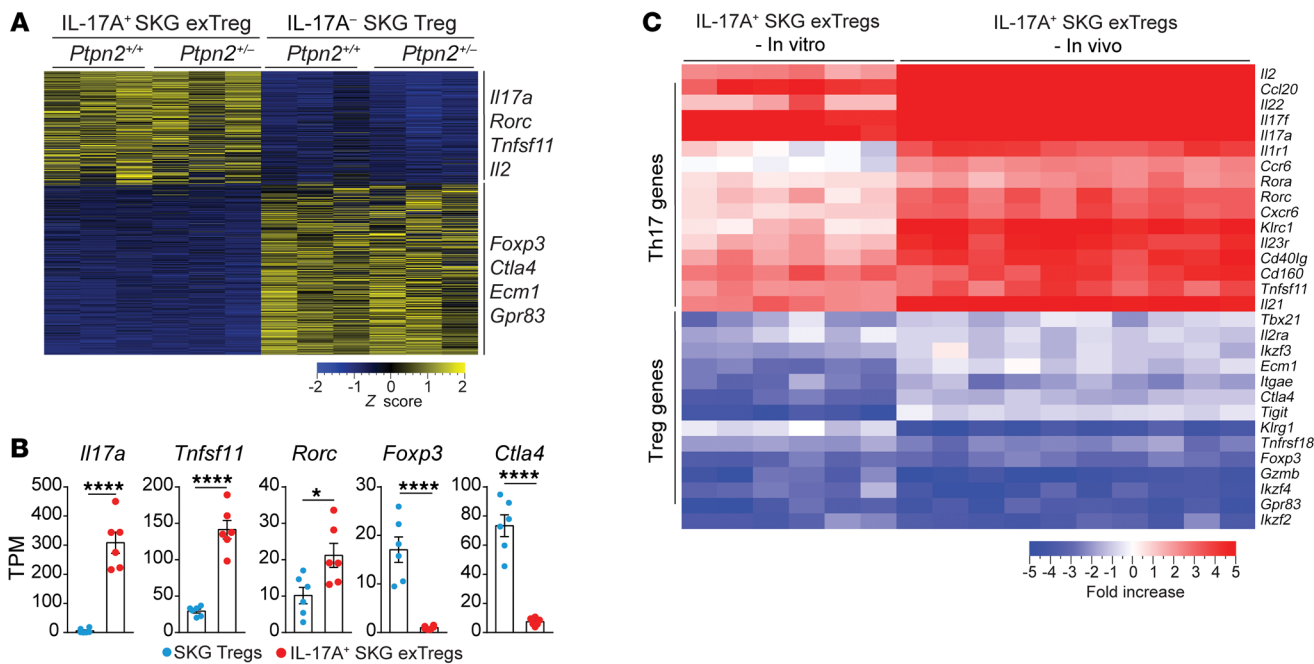 A
IL-17A⁺ SKG exTreg
IL-17A⁻ SKG Treg
Ptpn2⁺/⁺
Ptpn2⁺/⁻
Ptpn2⁺/⁺
Ptpn2⁺/⁻
Il17a
Rorc
Tnfsf11
Il2
Foxp3
Ctla4
Ecm1
Gpr83
-2 -1 0 1 2
Z score
B
Il17a
Tnfsf11
Rorc
Foxp3
Ctla4
****
****
*
****
****
TPM
500
400
300
200
100
0
200
150
100
50
0
40
30
20
10
0
30
20
10
0
100
80
60
40
20
0
SKG Tregs
IL-17A⁺ SKG exTregs
C
IL-17A⁺ SKG exTregs
- In vitro
IL-17A⁺ SKG exTregs
- In vivo
Th17 genes
Treg genes
Il2
Ccl20
Il22
Il17f
Il17a
Il1r1
Ccr6
Rora
Rorc
Cxcr6
Klrc1
Il23r
Cd40lg
Cd160
Tnfsf11
Il21
Tbx21
Il2ra
Ikzf3
Ecm1
Itgae
Ctla4
Tigit
Klrg1
Tnfrsf18
Foxp3
Gzmb
Ikzf4
Gpr83
Ikzf2
-5 -4 -3 -2 -1 0 1 2 3 4 5
Fold increase